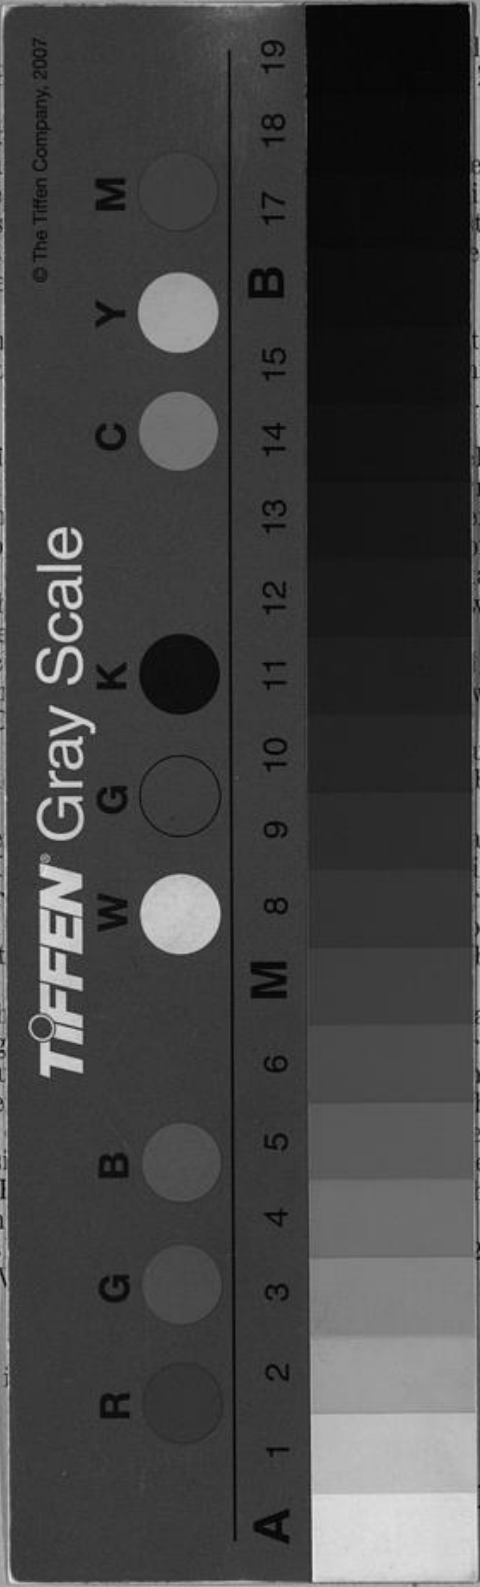 TIFFEN® Gray Scale
© The Tiffen Company, 2007
R G B W G K C Y M
A 1 2 3 4 5 6 M 8 9 10 11 12 13 14 15 B 17 18 19